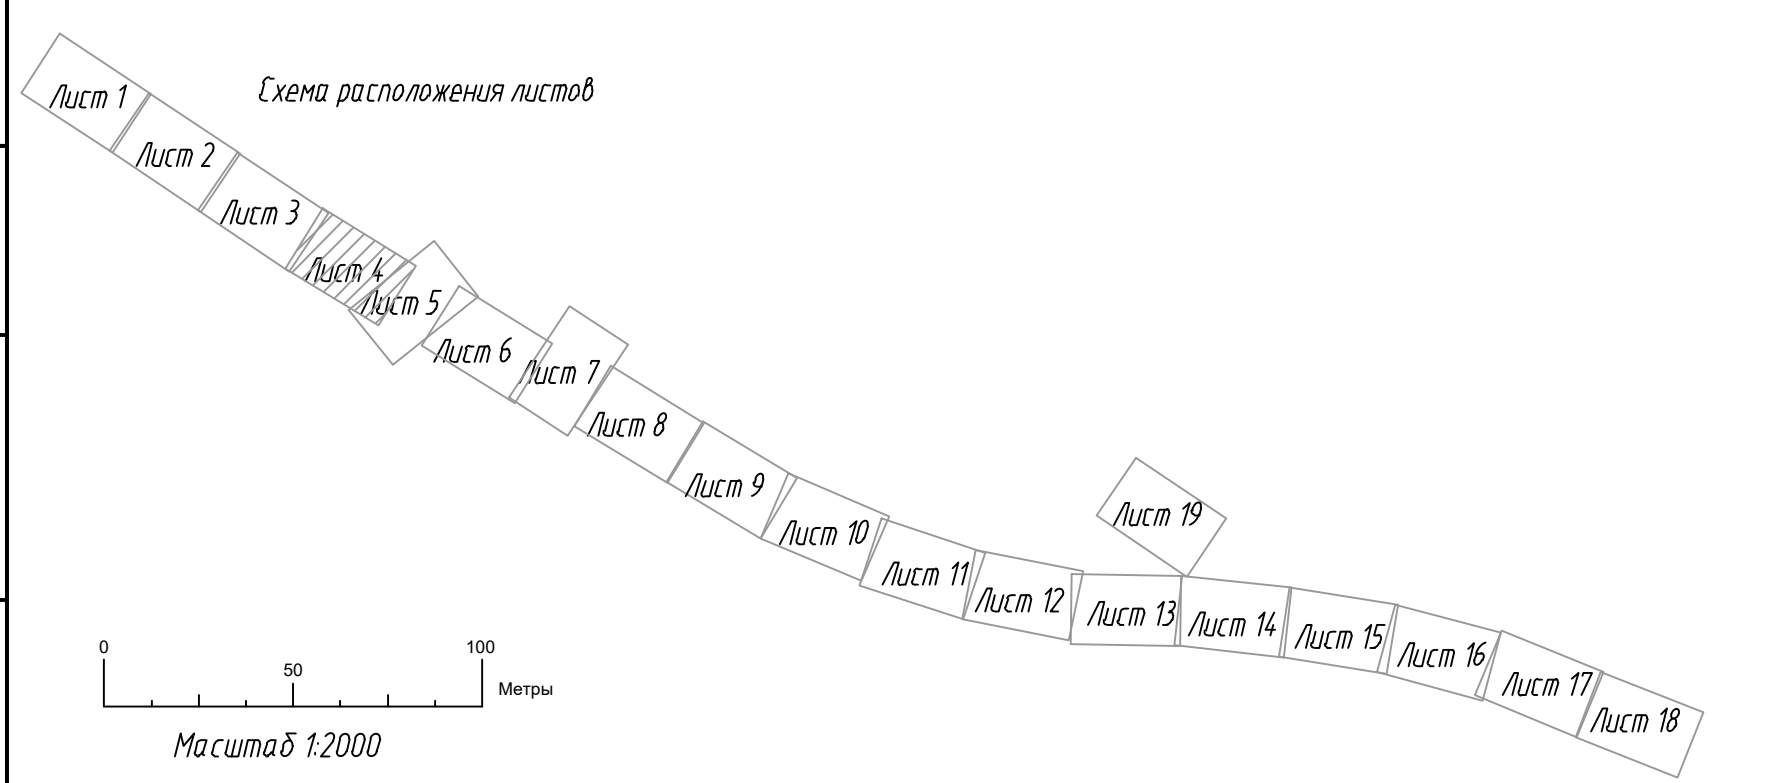 Схема расположения листов
Лист 1
Лист 2
Лист 3
Лист 4
Лист 5
Лист 6
Лист 7
Лист 8
Лист 9
Лист 10
Лист 11
Лист 12
Лист 13
Лист 14
Лист 15
Лист 16
Лист 17
Лист 18
Лист 19
0 50 100
Метры
Масштаб 1:2000